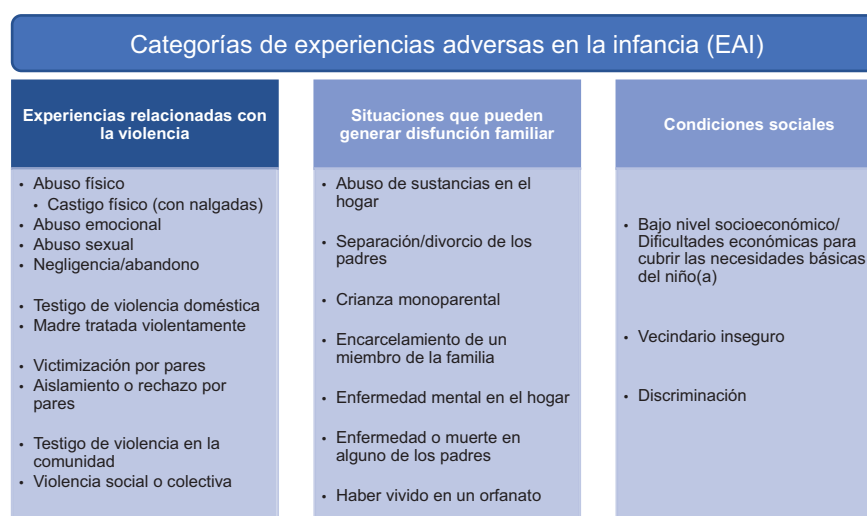 Categorías de experiencias adversas en la infancia (EAI)
Experiencias relacionadas con
la violencia
• Abuso físico
• Castigo físico (con nalgadas)
• Abuso emocional
• Abuso sexual
• Negligencia/abandono
• Testigo de violencia doméstica
• Madre tratada violentamente
• Victimización por pares
• Aislamiento o rechazo por
pares
• Testigo de violencia en la
comunidad
• Violencia social o colectiva
Situaciones que pueden
generar disfunción familiar
• Abuso de sustancias en el
hogar
• Separación/divorcio de los
padres
• Crianza monoparental
• Encarcelamiento de un
miembro de la familia
• Enfermedad mental en el hogar
• Enfermedad o muerte en
alguno de los padres
• Haber vivido en un orfanato
Condiciones sociales
• Bajo nivel socioeconómico/
Dificultades económicas para
cubrir las necesidades básicas
del niño(a)
• Vecindario inseguro
• Discriminación